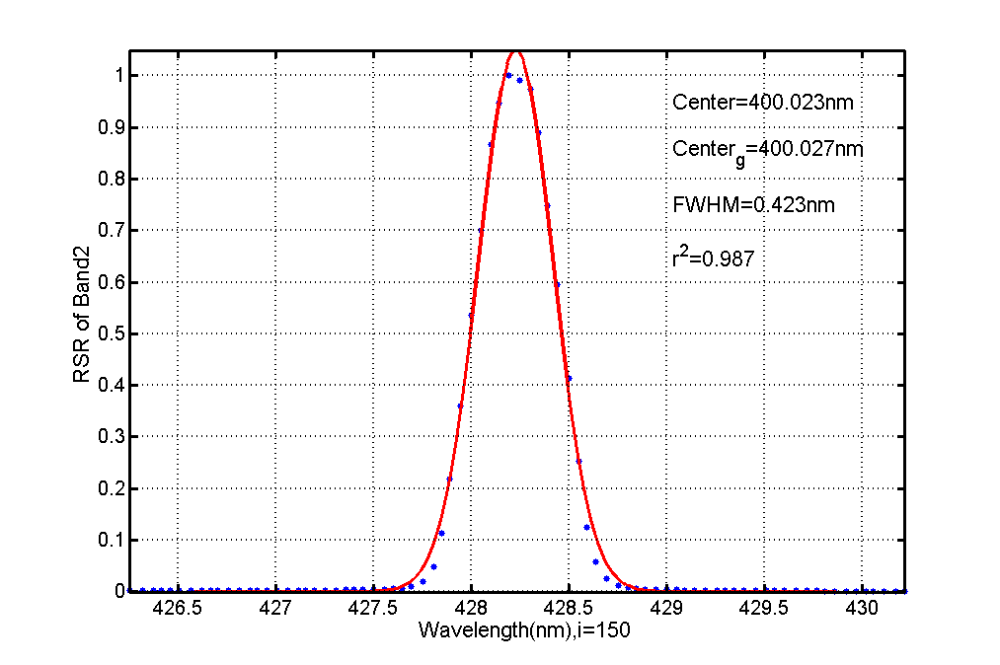 1
0.9
0.8
0.7
0.6
0.5
0.4
0.3
0.2
0.1
0
RSR of Band2
Center=400.023nm
Center_g=400.027nm
FWHM=0.423nm
r²=0.987
426.5 427 427.5 428 428.5 429 429.5 430
Wavelength(nm),i=150